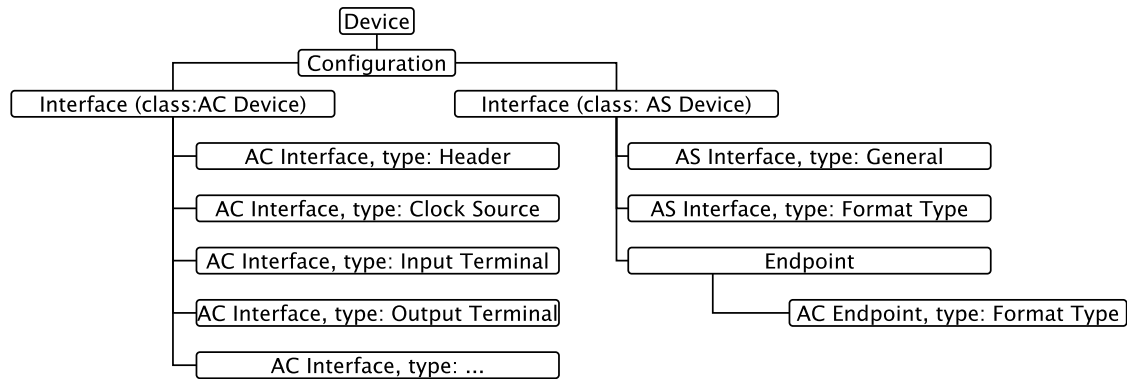 Device
Configuration
Interface (class:AC Device)
Interface (class: AS Device)
AC Interface, type: Header
AS Interface, type: General
AC Interface, type: Clock Source
AS Interface, type: Format Type
AC Interface, type: Input Terminal
Endpoint
AC Interface, type: Output Terminal
AC Endpoint, type: Format Type
AC Interface, type: ...